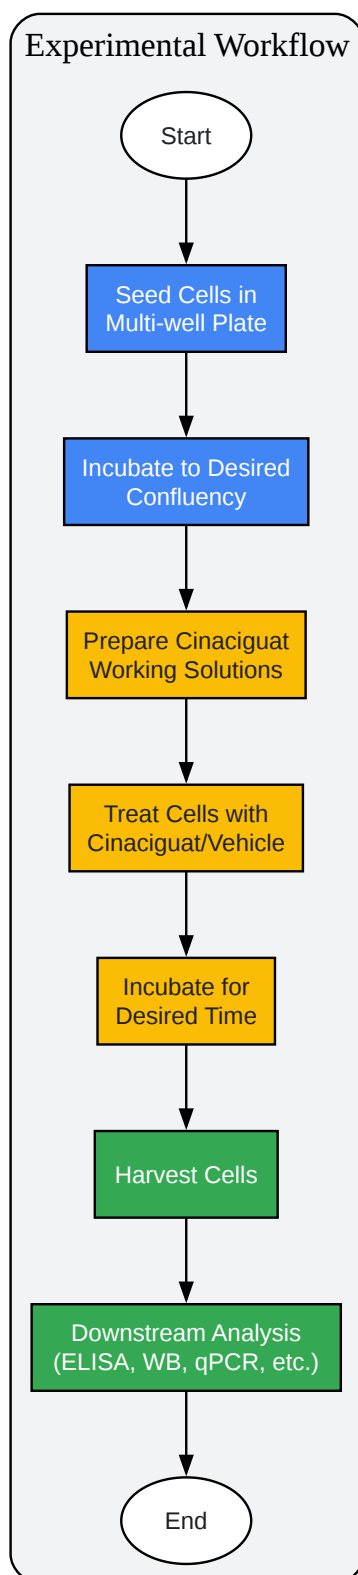 Experimental Workflow
Start
Seed Cells in
Multi-well Plate
Incubate to Desired
Confluency
Prepare Cinaciguat
Working Solutions
Treat Cells with
Cinaciguat/Vehicle
Incubate for
Desired Time
Harvest Cells
Downstream Analysis
(ELISA, WB, qPCR, etc.)
End